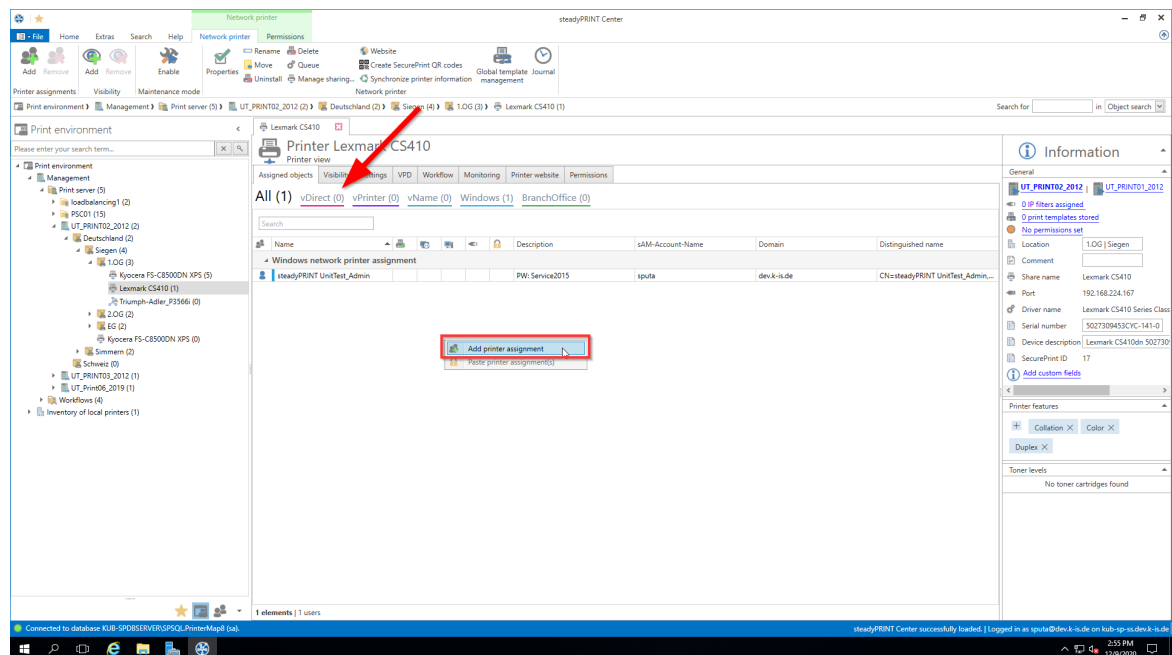 Network printer
steadyPRINT Center
File Home Extras Search Help Network printer Permissions
Add Remove Add Remove Enable Properties
Rename Delete Website
Move Queue Create SecurePrint QR codes
Uninstall Manage sharing... Synchronize printer information
Global template management Journal
Printer assignments Visibility Maintenance mode Network printer
Print environment Management Print server (5) UT_PRINT02_2012 (2) Deutschland (2) Siegen (4) 1.OG (3) Lexmark CS410 (1)
Search for in Object search
Print environment
Please enter your search term...
Print environment
Management
Print server (5)
loadbalancing1 (2)
PSC01 (15)
UT_PRINT02_2012 (2)
Deutschland (2)
Siegen (4)
1.OG (3)
Kyocera FS-C8500DN XPS (5)
Lexmark CS410 (1)
Triumph-Adler_P3566i (0)
2.OG (2)
EG (2)
Kyocera FS-C8500DN XPS (0)
Simmern (2)
Schweiz (0)
UT_PRINT03_2012 (1)
UT_Print06_2019 (1)
Workflows (4)
Inventory of local printers (1)
Lexmark CS410
Printer Lexmark CS410
Printer view
Assigned objects Visibility VPD Workflow Monitoring Printer website Permissions
All (1) vDirect (0) vPrinter (0) vName (0) Windows (1) BranchOffice (0)
Search
Name Description sAM-Account-Name Domain Distinguished name
Windows network printer assignment
steadyPRINT UnitTest_Admin PW: Service2015 sputa dev.k-is.de CN=steadyPRINT UnitTest_Admin,...
Add printer assignment
Paste printer assignment(s)
1 elements | 1 users
Information
General
UT_PRINT02_2012 | UT_PRINT01_2012
0 IP filters assigned
0 print templates stored
No permissions set
Location 1.OG | Siegen
Comment
Share name Lexmark CS410
Port 192.168.224.167
Driver name Lexmark CS410 Series Class
Serial number 5027309453CYC-141-0
Device description Lexmark CS410dn 502730
SecurePrint ID 17
Add custom fields
Printer features
Collation Color
Duplex
Toner levels
No toner cartridges found
Connected to database KUB-SPDBSERVER\SPSQL.PrinterMap8 (sa).
steadyPRINT Center successfully loaded. | Logged in as sputa@dev.k-is.de on kub-sp-ss.dev.k-is.de
2:55 PM
12/9/2020